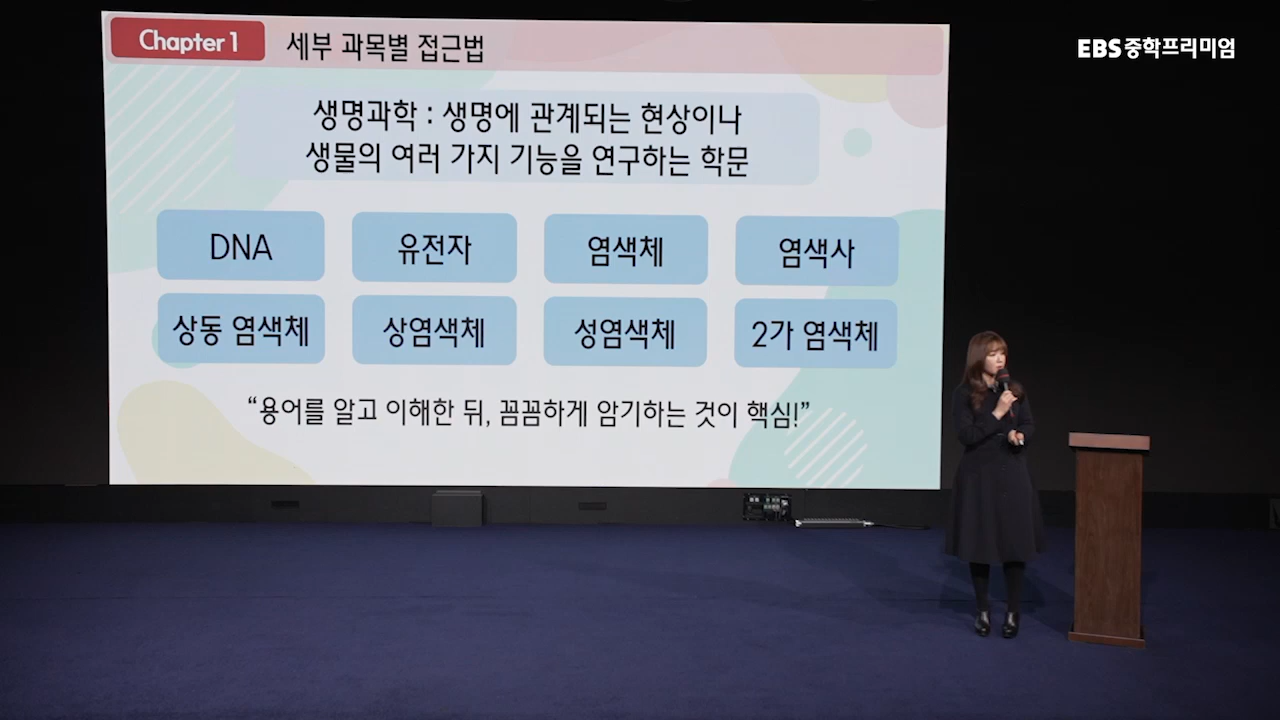 Chapter 1
세부 과목별 접근법
EBS 중학프리미엄
생명과학 : 생명에 관계되는 현상이나
생물의 여러 가지 기능을 연구하는 학문
DNA
유전자
염색체
염색사
상동 염색체
상염색체
성염색체
2가 염색체
“용어를 알고 이해한 뒤, 꼼꼼하게 암기하는 것이 핵심!”